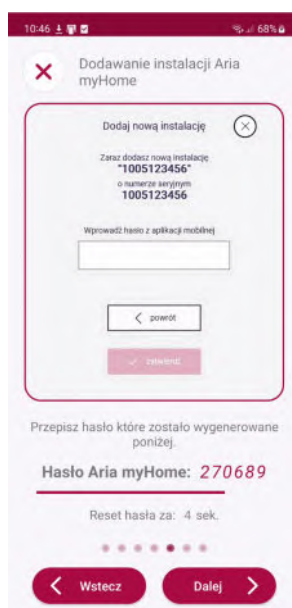 10:46
68%
Dodawanie instalacji Aria
myHome
Dodaj nową instalację
Zaraz dodasz nową instalację
"1005123456"
o numerze seryjnym
1005123456
Wprowadź hasło z aplikacji mobilnej
powrót
zatwierdź
Przepisz hasło które zostało wygenerowane
poniżej.
Hasło Aria myHome: 270689
Reset hasła za: 4 sek.
Wstecz
Dalej